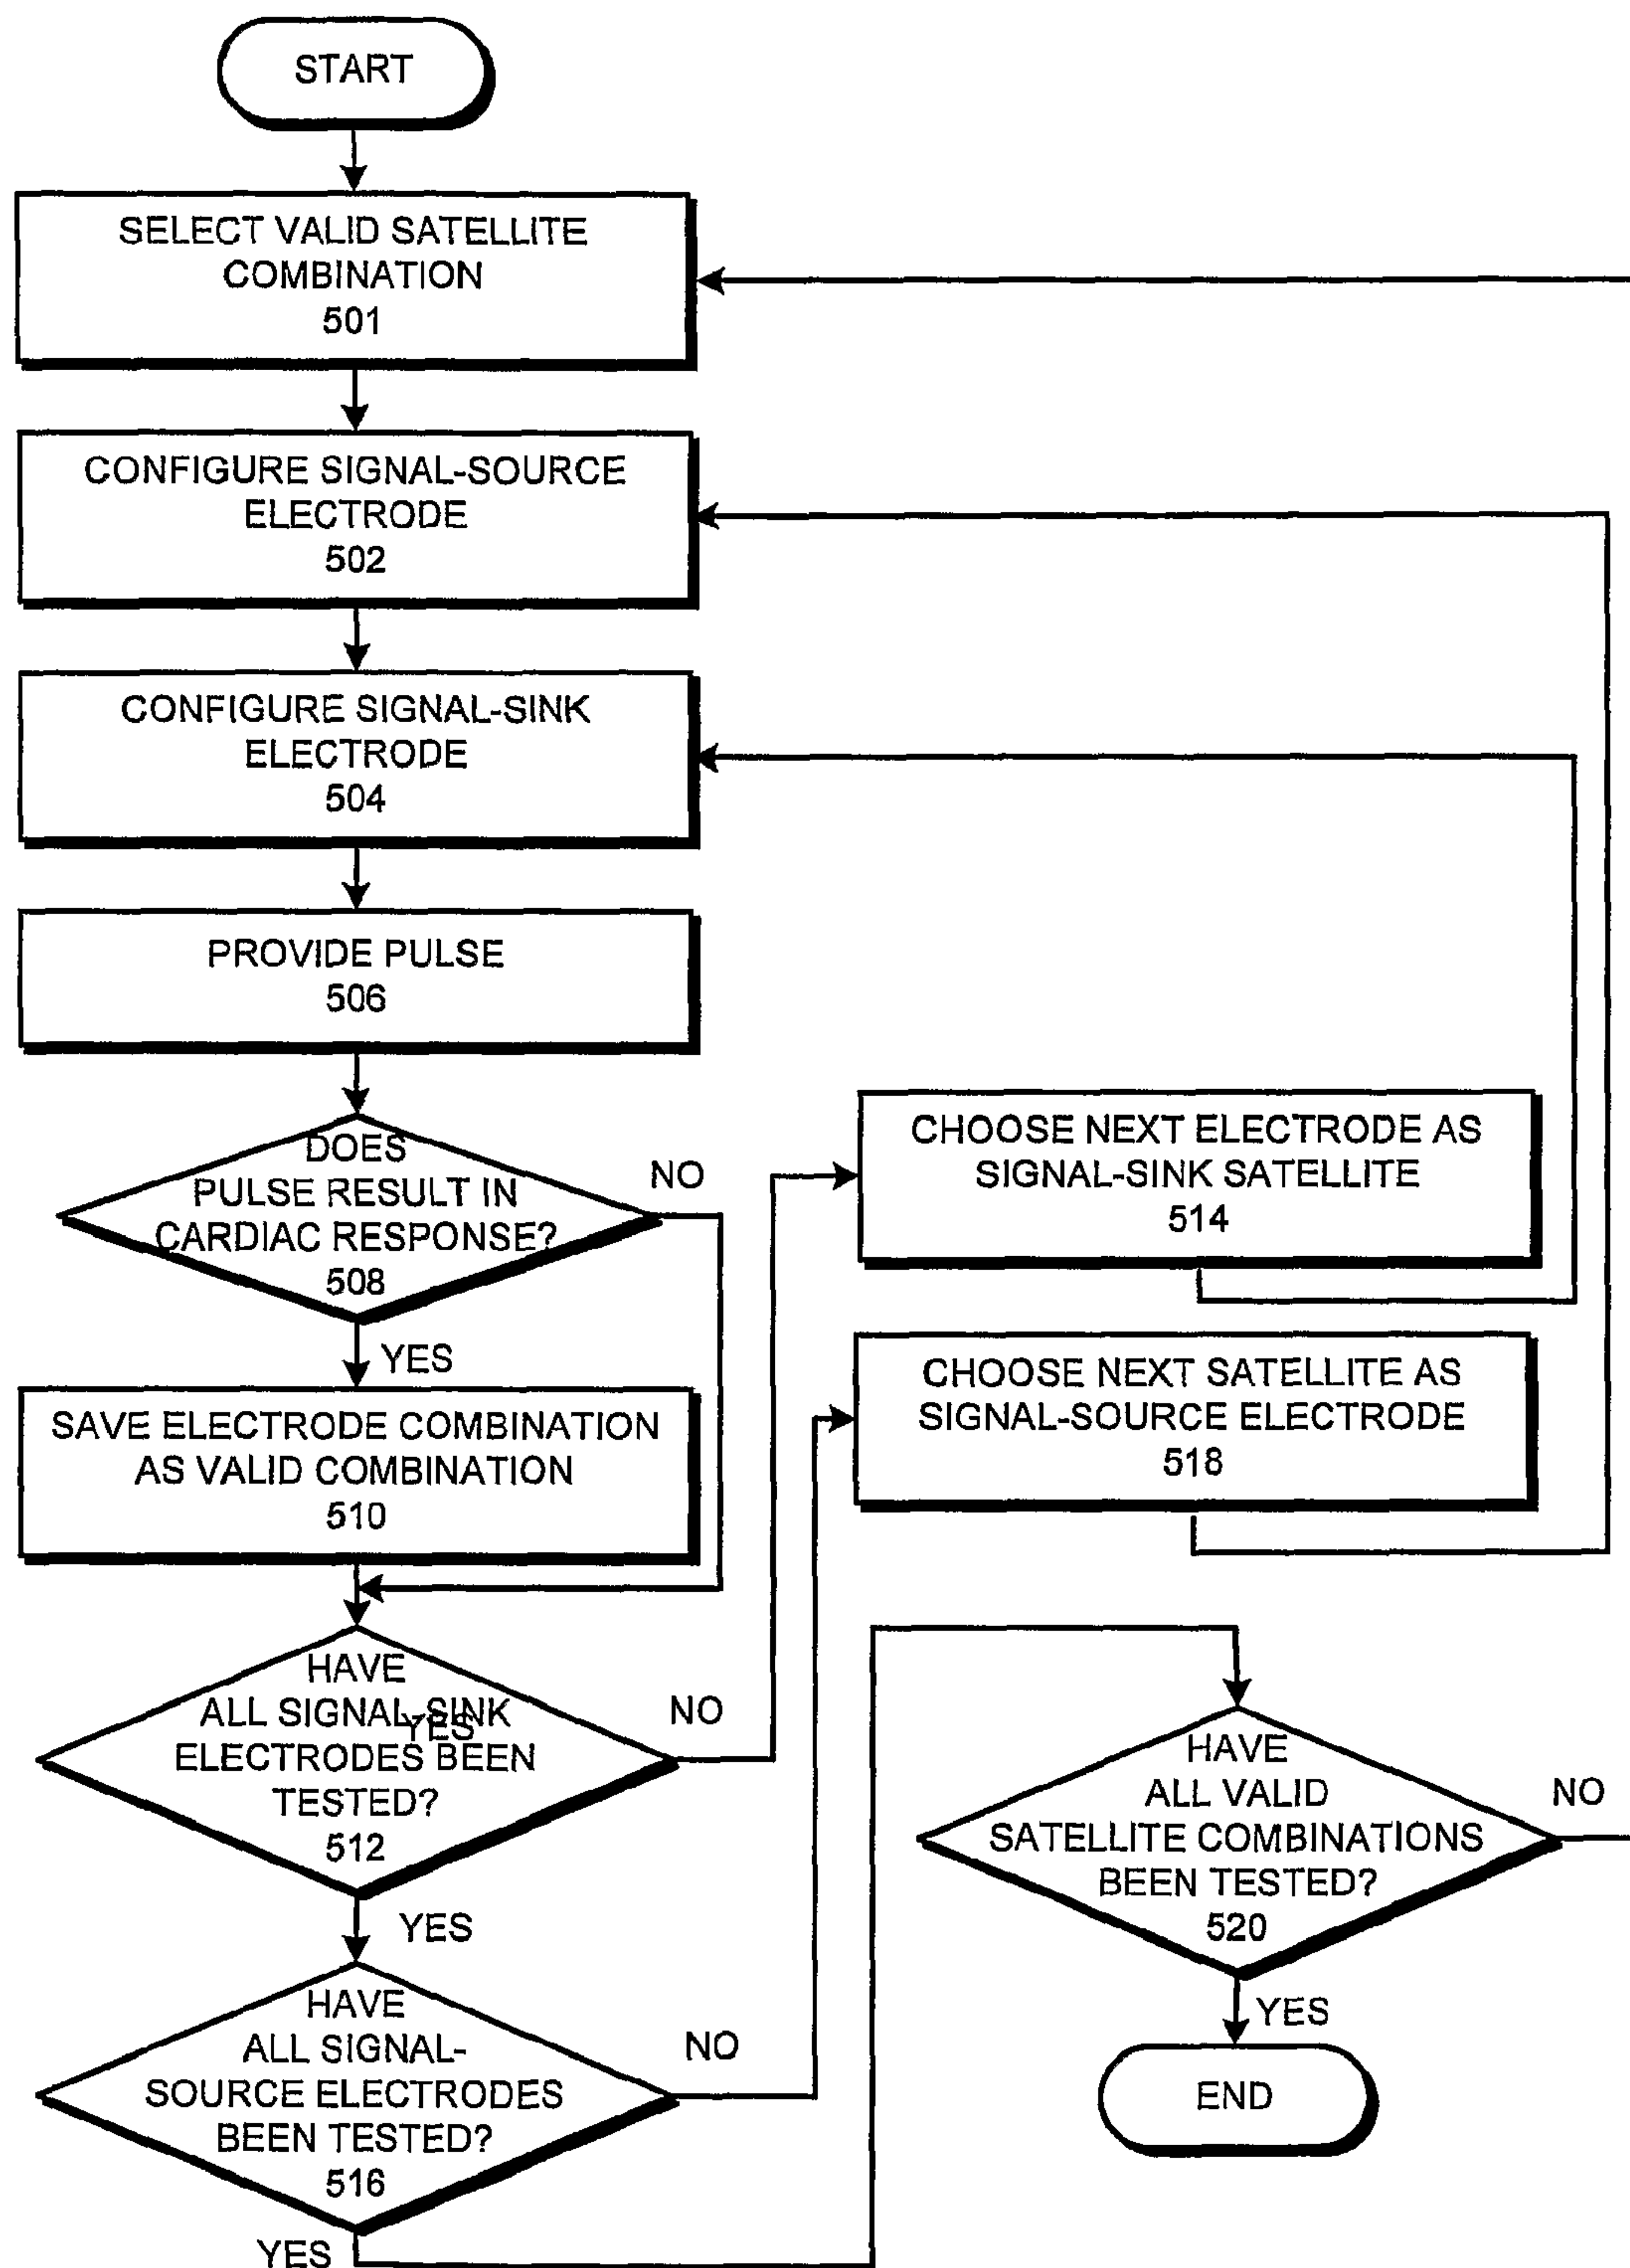 START
SELECT VALID SATELLITE
COMBINATION
501
CONFIGURE SIGNAL-SOURCE
ELECTRODE
502
CONFIGURE SIGNAL-SINK
ELECTRODE
504
PROVIDE PULSE
506
DOES
PULSE RESULT IN
CARDIAC RESPONSE?
508
NO
YES
SAVE ELECTRODE COMBINATION
AS VALID COMBINATION
510
HAVE
ALL SIGNAL-SINK
YES
ELECTRODES BEEN
TESTED?
512
NO
YES
HAVE
ALL SIGNAL-
SOURCE ELECTRODES
BEEN TESTED?
516
NO
YES
CHOOSE NEXT ELECTRODE AS
SIGNAL-SINK SATELLITE
514
CHOOSE NEXT SATELLITE AS
SIGNAL-SOURCE ELECTRODE
518
HAVE
ALL VALID
SATELLITE COMBINATIONS
BEEN TESTED?
520
NO
YES
END